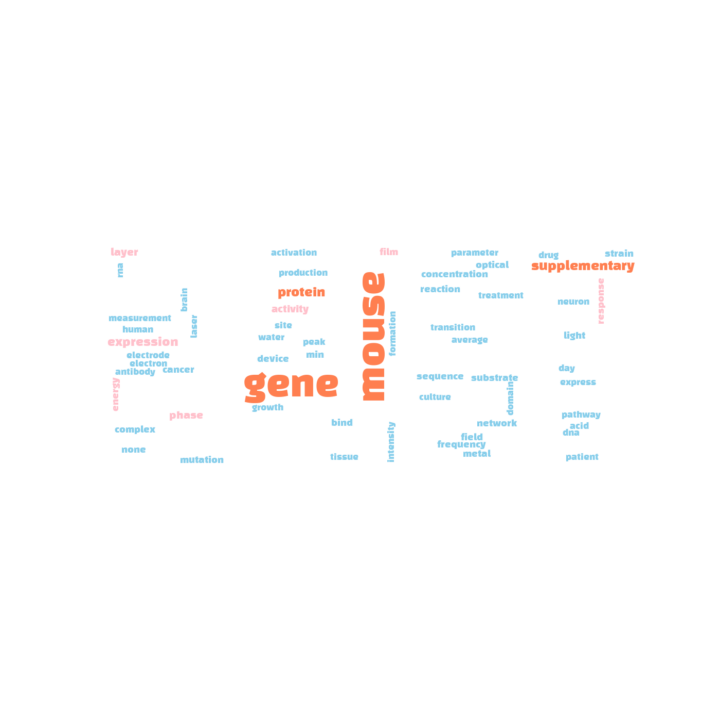 layer
activation
film
parameter
drug
strain
rna
optical
supplementary
production
concentration
mouse
protein
reaction
treatment
neuron
response
brain
activity
measurement
Laser
site
formation
transition
human
water
peak
average
light
expression
electrode
device
min
electron
antibody
cancer
gene
sequence
substrate
day
express
energy
culture
domain
growth
phase
bind
network
pathway
complex
intensity
field
acid
dna
frequency
none
metal
mutation
tissue
patient